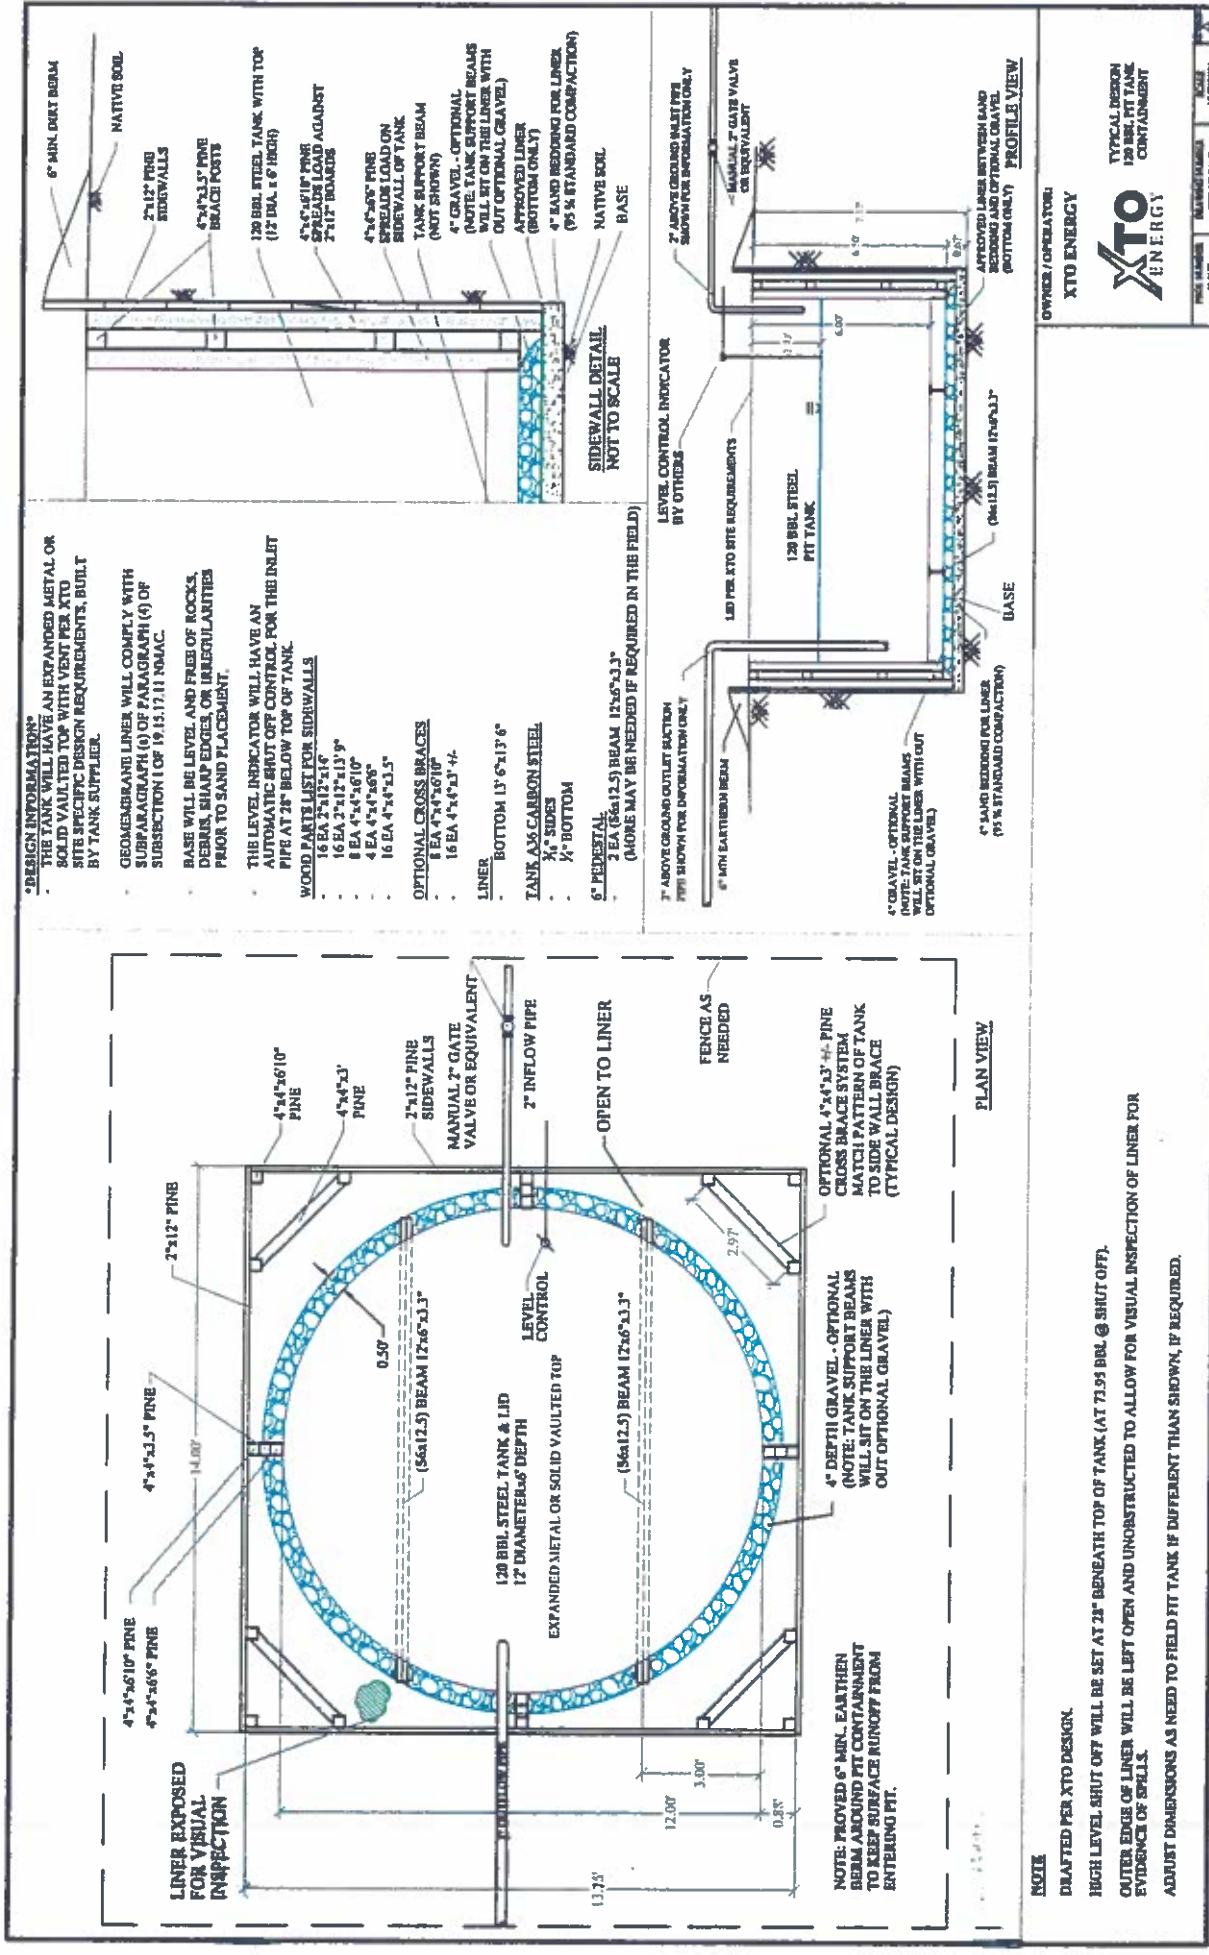 *DESIGN INFORMATION*
- THE TANK WILL HAVE AN EXPANDED METAL OR
SOLID VAULTED TOP WITH VENT PER XTO
SITE SPECIFIC DESIGN REQUIREMENTS, BUILT
BY TANK SUPPLIER.
- GEOMEMBRANE LINER WILL COMPLY WITH
SUBPARAGRAPH (a) OF PARAGRAPH (4) OF
SUBSECTION I OF 19.15.17.11 NMAC.
- BASE WILL BE LEVEL AND FREE OF ROCKS,
DEBRIS, SHARP EDGES, OR IRREGULARITIES
PRIOR TO SAND PLACEMENT.
- THE LEVEL INDICATOR WILL HAVE AN
AUTOMATIC SHUT OFF CONTROL FOR THE INLET
PIPE AT 28" BELOW TOP OF TANK.
WOOD PARTS LIST FOR SIDEWALLS
- 16 EA 2"x12"x14'
- 16 EA 2"x12"x13'9"
- 8 EA 4"x4"x6'10"
- 4 EA 4"x4"x6'6"
- 16 EA 4"x4"x3.5"
OPTIONAL CROSS BRACES
- 8 EA 4"x4"x6'10"
- 16 EA 4"x4"x3' +/-
LINER
- BOTTOM 13' 6"x13' 6"
TANK A36 CARBON STEEL
- 3/16" SIDES
- 1/4" BOTTOM
6" PEDESTAL
- 2 EA (S6x12.5) BEAM 12'x6"x3.3"
(MORE MAY BE NEEDED IF REQUIRED IN THE FIELD)
6" MIN. DIRT BERM
NATIVE SOIL
2"x12" PINE
SIDEWALLS
4"x4"x3.5" PINE
BRACE POSTS
120 BBL STEEL TANK WITH TOP
(12' DIA. x 6' HIGH)
4"x4"x6'10" PINE
SPREADS LOAD AGAINST
2"x12" BOARDS
4"x4"x6'6" PINE
SPREADS LOAD ON
SIDEWALL OF TANK
TANK SUPPORT BEAM
(NOT SHOWN)
4" GRAVEL - OPTIONAL
(NOTE: TANK SUPPORT BEAMS
WILL SIT ON THE LINER WITH
OUT OPTIONAL GRAVEL)
APPROVED LINER
(BOTTOM ONLY)
4" SAND BEDDING FOR LINER
(95 % STANDARD COMPACTION)
NATIVE SOIL
BASE
SIDEWALL DETAIL
NOT TO SCALE
4"x4"x6'10" PINE
4"x4"x6'6" PINE
4"x4"x3.5" PINE
2"x12" PINE
4"x4"x6'10"
PINE
4"x4"x3'
PINE
2"x12" PINE
SIDEWALLS
MANUAL 2" GATE
VALVE OR EQUIVALENT
2" INFLOW PIPE
OPEN TO LINER
FENCE AS
NEEDED
LINER EXPOSED
FOR VISUAL
INSPECTION
14.00'
0.50'
(S6x12.5) BEAM 12'x6"x3.3"
LEVEL
CONTROL
120 BBL STEEL TANK & LID
12' DIAMETERx6' DEPTH
EXPANDED METAL OR SOLID VAULTED TOP
(S6x12.5) BEAM 12'x6"x3.3"
2.97'
3.00'
12.00'
0.88'
13.75'
OPTIONAL 4"x4"x3' +/- PINE
CROSS BRACE SYSTEM
MATCH PATTERN OF TANK
TO SIDE WALL BRACE
(TYPICAL DESIGN)
4" DEPTH GRAVEL - OPTIONAL
(NOTE: TANK SUPPORT BEAMS
WILL SIT ON THE LINER WITH
OUT OPTIONAL GRAVEL)
NOTE: PROVED 6" MIN. EARTHEN
BERM AROUND PIT CONTAINMENT
TO KEEP SURFACE RUNOFF FROM
ENTERING PIT.
PLAN VIEW
LEVEL CONTROL INDICATOR
BY OTHERS
2" ABOVE GROUND INLET PIPE
SHOWN FOR INFORMATION ONLY
MANUAL 2" GATE VALVE
OR EQUIVALENT
LID PER XTO SITE REQUIREMENTS
120 BBL STEEL
PIT TANK
6.00'
3" ABOVE GROUND OUTLET SUCTION
PIPE SHOWN FOR INFORMATION ONLY
6" MIN EARTHERN BERM
4" GRAVEL - OPTIONAL
(NOTE: TANK SUPPORT BEAMS
WILL SIT ON THE LINER WITH OUT
OPTIONAL GRAVEL)
4" SAND BEDDING FOR LINER
(95 % STANDARD COMPACTION)
BASE
(S6x12.5) BEAM 12'x6"x3.3"
APPROVED LINER BETWEEN SAND
BEDDING AND OPTIONAL GRAVEL
(BOTTOM ONLY)
PROFILE VIEW
NOTE
DRAFTED PER XTO DESIGN.
HIGH LEVEL SHUT OFF WILL BE SET AT 28" BENEATH TOP OF TANK (AT 73.95 BBL @ SHUT OFF).
OUTER EDGE OF LINER WILL BE LEFT OPEN AND UNOBSTRUCTED TO ALLOW FOR VISUAL INSPECTION OF LINER FOR
EVIDENCE OF SPILLS.
ADJUST DIMENSIONS AS NEED TO FIELD FIT TANK IF DIFFERENT THAN SHOWN, IF REQUIRED.
OWNER / OPERATOR:
XTO ENERGY
XTO
ENERGY
TYPICAL DESIGN
120 BBL PIT TANK
CONTAINMENT